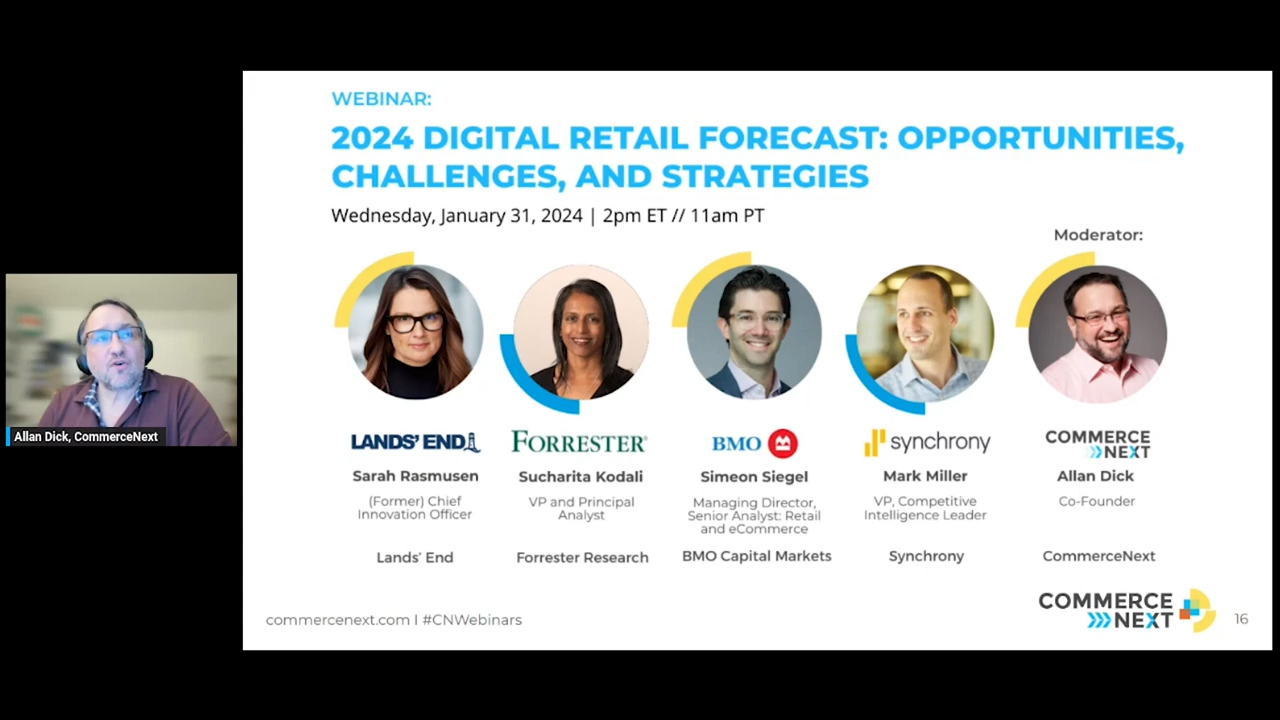 WEBINAR:
2024 DIGITAL RETAIL FORECAST: OPPORTUNITIES,
CHALLENGES, AND STRATEGIES
Wednesday, January 31, 2024 | 2pm ET // 11am PT
Moderator:
LANDS' END
Sarah Rasmusen
(Former) Chief
Innovation Officer
Lands' End
FORRESTER®
Sucharita Kodali
VP and Principal
Analyst
Forrester Research
BMO
Simeon Siegel
Managing Director,
Senior Analyst: Retail
and eCommerce
BMO Capital Markets
synchrony
Mark Miller
VP, Competitive
Intelligence Leader
Synchrony
COMMERCE
NEXT
Allan Dick
Co-Founder
CommerceNext
Allan Dick, CommerceNext
commercenext.com | #CNWebinars
COMMERCE
NEXT
16